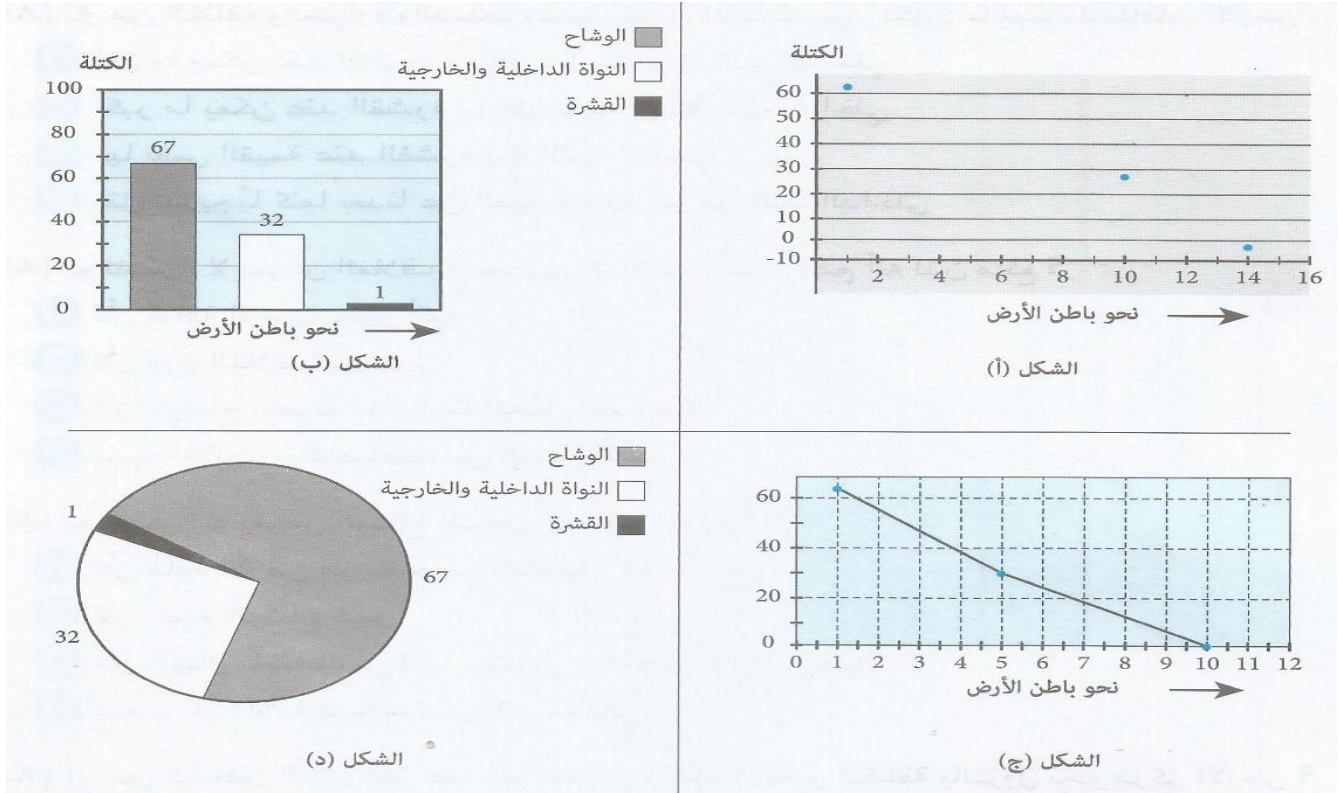 الكتلة
60
50
40
30
20
10
0
-10
2
4
6
8
10
12
14
16
نحو باطن الأرض
الشكل (أ)
الوشاح
النواة الداخلية والخارجية
القشرة
الكتلة
100
80
60
40
20
0
67
32
1
نحو باطن الأرض
الشكل (ب)
60
40
20
0
0 1 2 3 4 5 6 7 8 9 10 11 12
نحو باطن الأرض
الشكل (ج)
الوشاح
النواة الداخلية والخارجية
القشرة
1
67
32
الشكل (د)